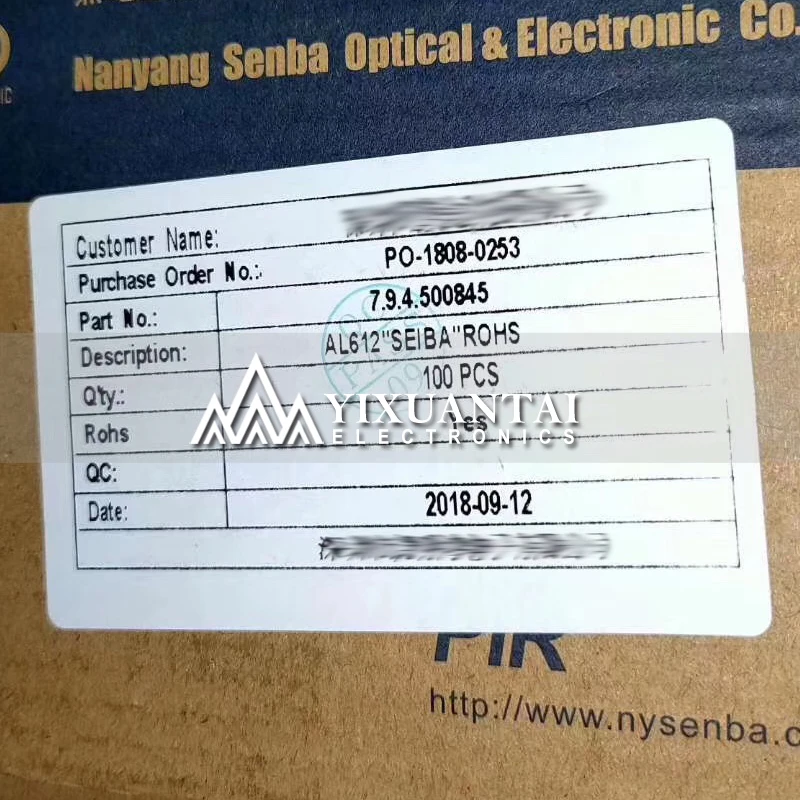 Nanyang Senba Optical & Electronic Co.
Customer Name:
Purchase Order No.: PO-1808-0253
Part No.: 7.9.4.500845
Description: AL612"SEIBA"ROHS
Qty.: 100 PCS
YIXUANTAI
Rohs Yes
ELECTRONICS
QC:
Date: 2018-09-12
PIR
http://www.nysenba.c